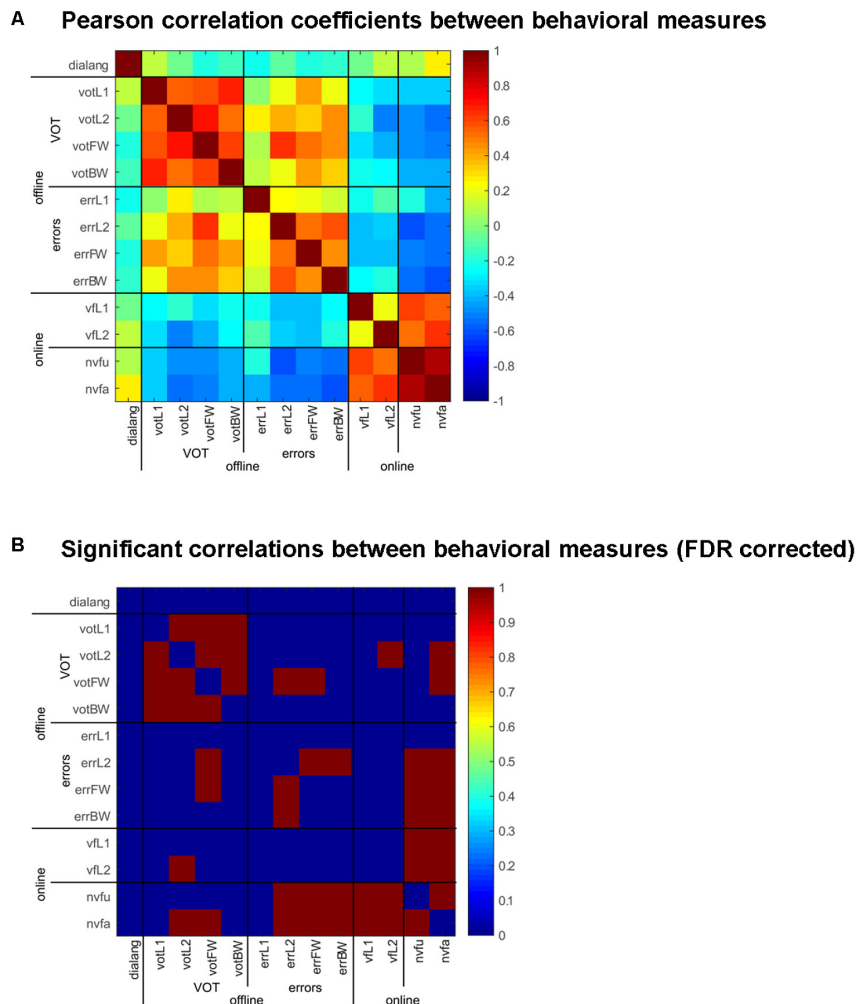 A Pearson correlation coefficients between behavioral measures
dialang
votL1
votL2
votFW
votBW
errL1
errL2
errFW
errBW
vfL1
vfL2
nvfu
nvfa
VOT
errors
offline
online
1
0.8
0.6
0.4
0.2
0
-0.2
-0.4
-0.6
-0.8
-1
dialang votL1 votL2 votFW votBW errL1 errL2 errFW errBW vfL1 vfL2 nvfu nvfa
VOT errors
offline online
B Significant correlations between behavioral measures (FDR corrected)
dialang
votL1
votL2
votFW
votBW
errL1
errL2
errFW
errBW
vfL1
vfL2
nvfu
nvfa
VOT
errors
offline
online
1
0.9
0.8
0.7
0.6
0.5
0.4
0.3
0.2
0.1
0
dialang votL1 votL2 votFW votBW errL1 errL2 errFW errBW vfL1 vfL2 nvfu nvfa
VOT errors online
offline